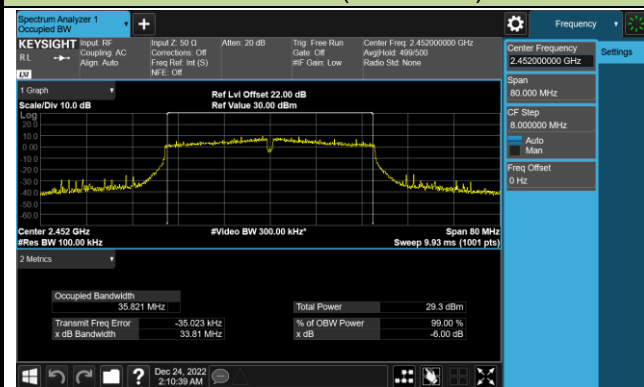 Spectrum Analyzer 1
Occupied BW
Frequency
KEYSIGHT
RL
LXI
Input: RF
Coupling: AC
Align: Auto
Input Z: 50 Ω
Corrections: Off
Freq Ref: Int (S)
NFE: Off
Atten: 20 dB
Trig: Free Run
Gate: Off
#IF Gain: Low
Center Freq: 2.452000000 GHz
Avg|Hold: 499/500
Radio Std: None
Center Frequency
2.452000000 GHz
Settings
Span
80.000 MHz
CF Step
8.000000 MHz
Auto
Man
Freq Offset
0 Hz
1 Graph
Scale/Div 10.0 dB
Ref Lvl Offset 22.00 dB
Ref Value 30.00 dBm
Log
20.0
10.0
0.00
-10.0
-20.0
-30.0
-40.0
-50.0
-60.0
Center 2.452 GHz
#Res BW 100.00 kHz
#Video BW 300.00 kHz*
Span 80 MHz
Sweep 9.93 ms (1001 pts)
2 Metrics
Occupied Bandwidth
35.821 MHz
Total Power 29.3 dBm
Transmit Freq Error -35.023 kHz
% of OBW Power 99.00 %
x dB Bandwidth 33.81 MHz
x dB -6.00 dB
Dec 24, 2022
2:10:39 AM